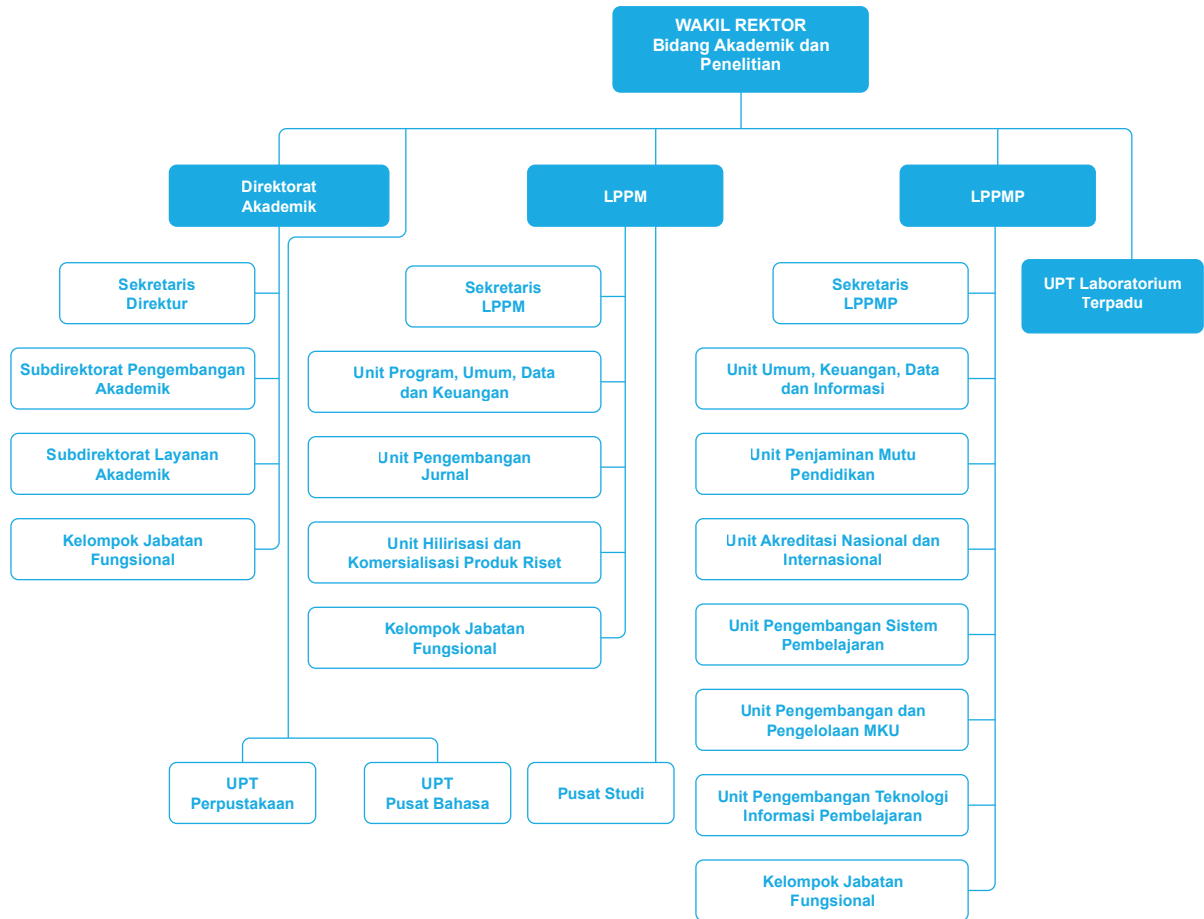 WAKIL REKTOR
Bidang Akademik dan
Penelitian
Direktorat
Akademik
LPPM
LPPMP
UPT Laboratorium
Terpadu
Sekretaris
Direktur
Subdirektorat Pengembangan
Akademik
Subdirektorat Layanan
Akademik
Kelompok Jabatan
Fungsional
UPT
Perpustakaan
UPT
Pusat Bahasa
Sekretaris
LPPM
Unit Program, Umum, Data
dan Keuangan
Unit Pengembangan
Jurnal
Unit Hilirisasi dan
Komersialisasi Produk Riset
Kelompok Jabatan
Fungsional
Pusat Studi
Sekretaris
LPPMP
Unit Umum, Keuangan, Data
dan Informasi
Unit Penjaminan Mutu
Pendidikan
Unit Akreditasi Nasional dan
Internasional
Unit Pengembangan Sistem
Pembelajaran
Unit Pengembangan dan
Pengelolaan MKU
Unit Pengembangan Teknologi
Informasi Pembelajaran
Kelompok Jabatan
Fungsional